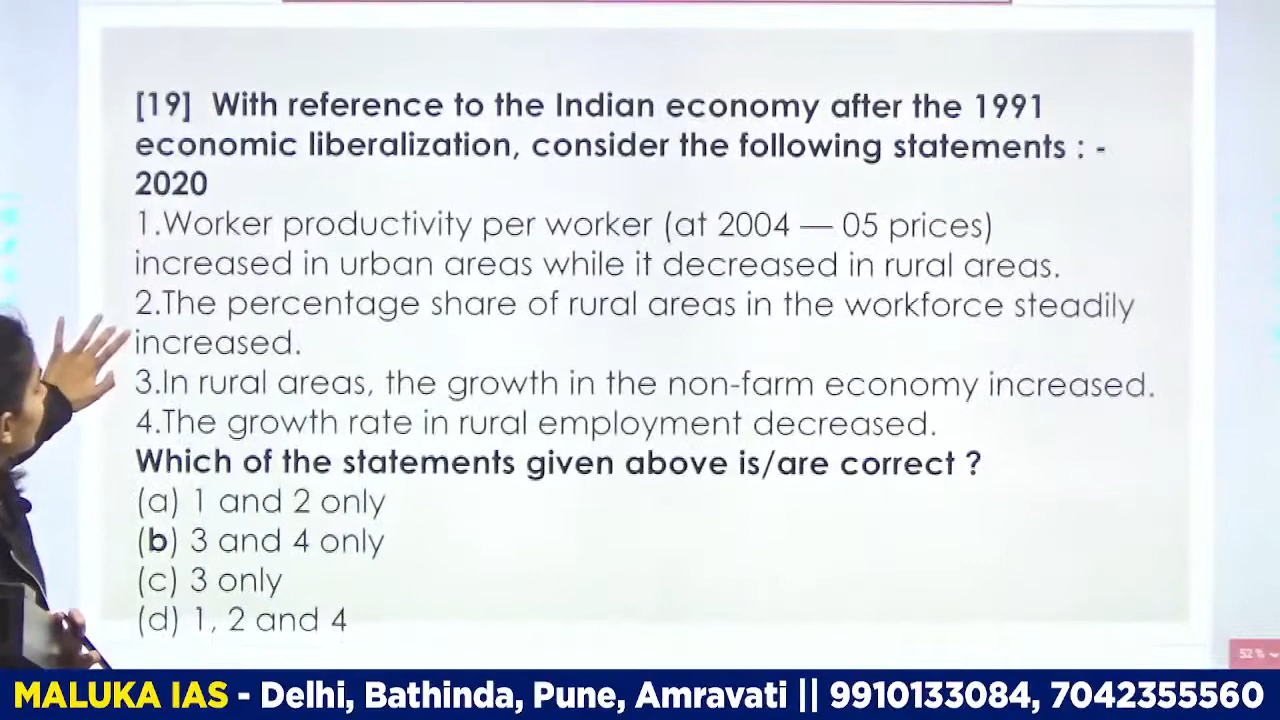 [19] With reference to the Indian economy after the 1991
economic liberalization, consider the following statements : -
2020
1.Worker productivity per worker (at 2004 — 05 prices)
increased in urban areas while it decreased in rural areas.
2.The percentage share of rural areas in the workforce steadily
increased.
3.In rural areas, the growth in the non-farm economy increased.
4.The growth rate in rural employment decreased.
Which of the statements given above is/are correct ?
(a) 1 and 2 only
(b) 3 and 4 only
(c) 3 only
(d) 1, 2 and 4
52%
MALUKA IAS - Delhi, Bathinda, Pune, Amravati || 9910133084, 7042355560